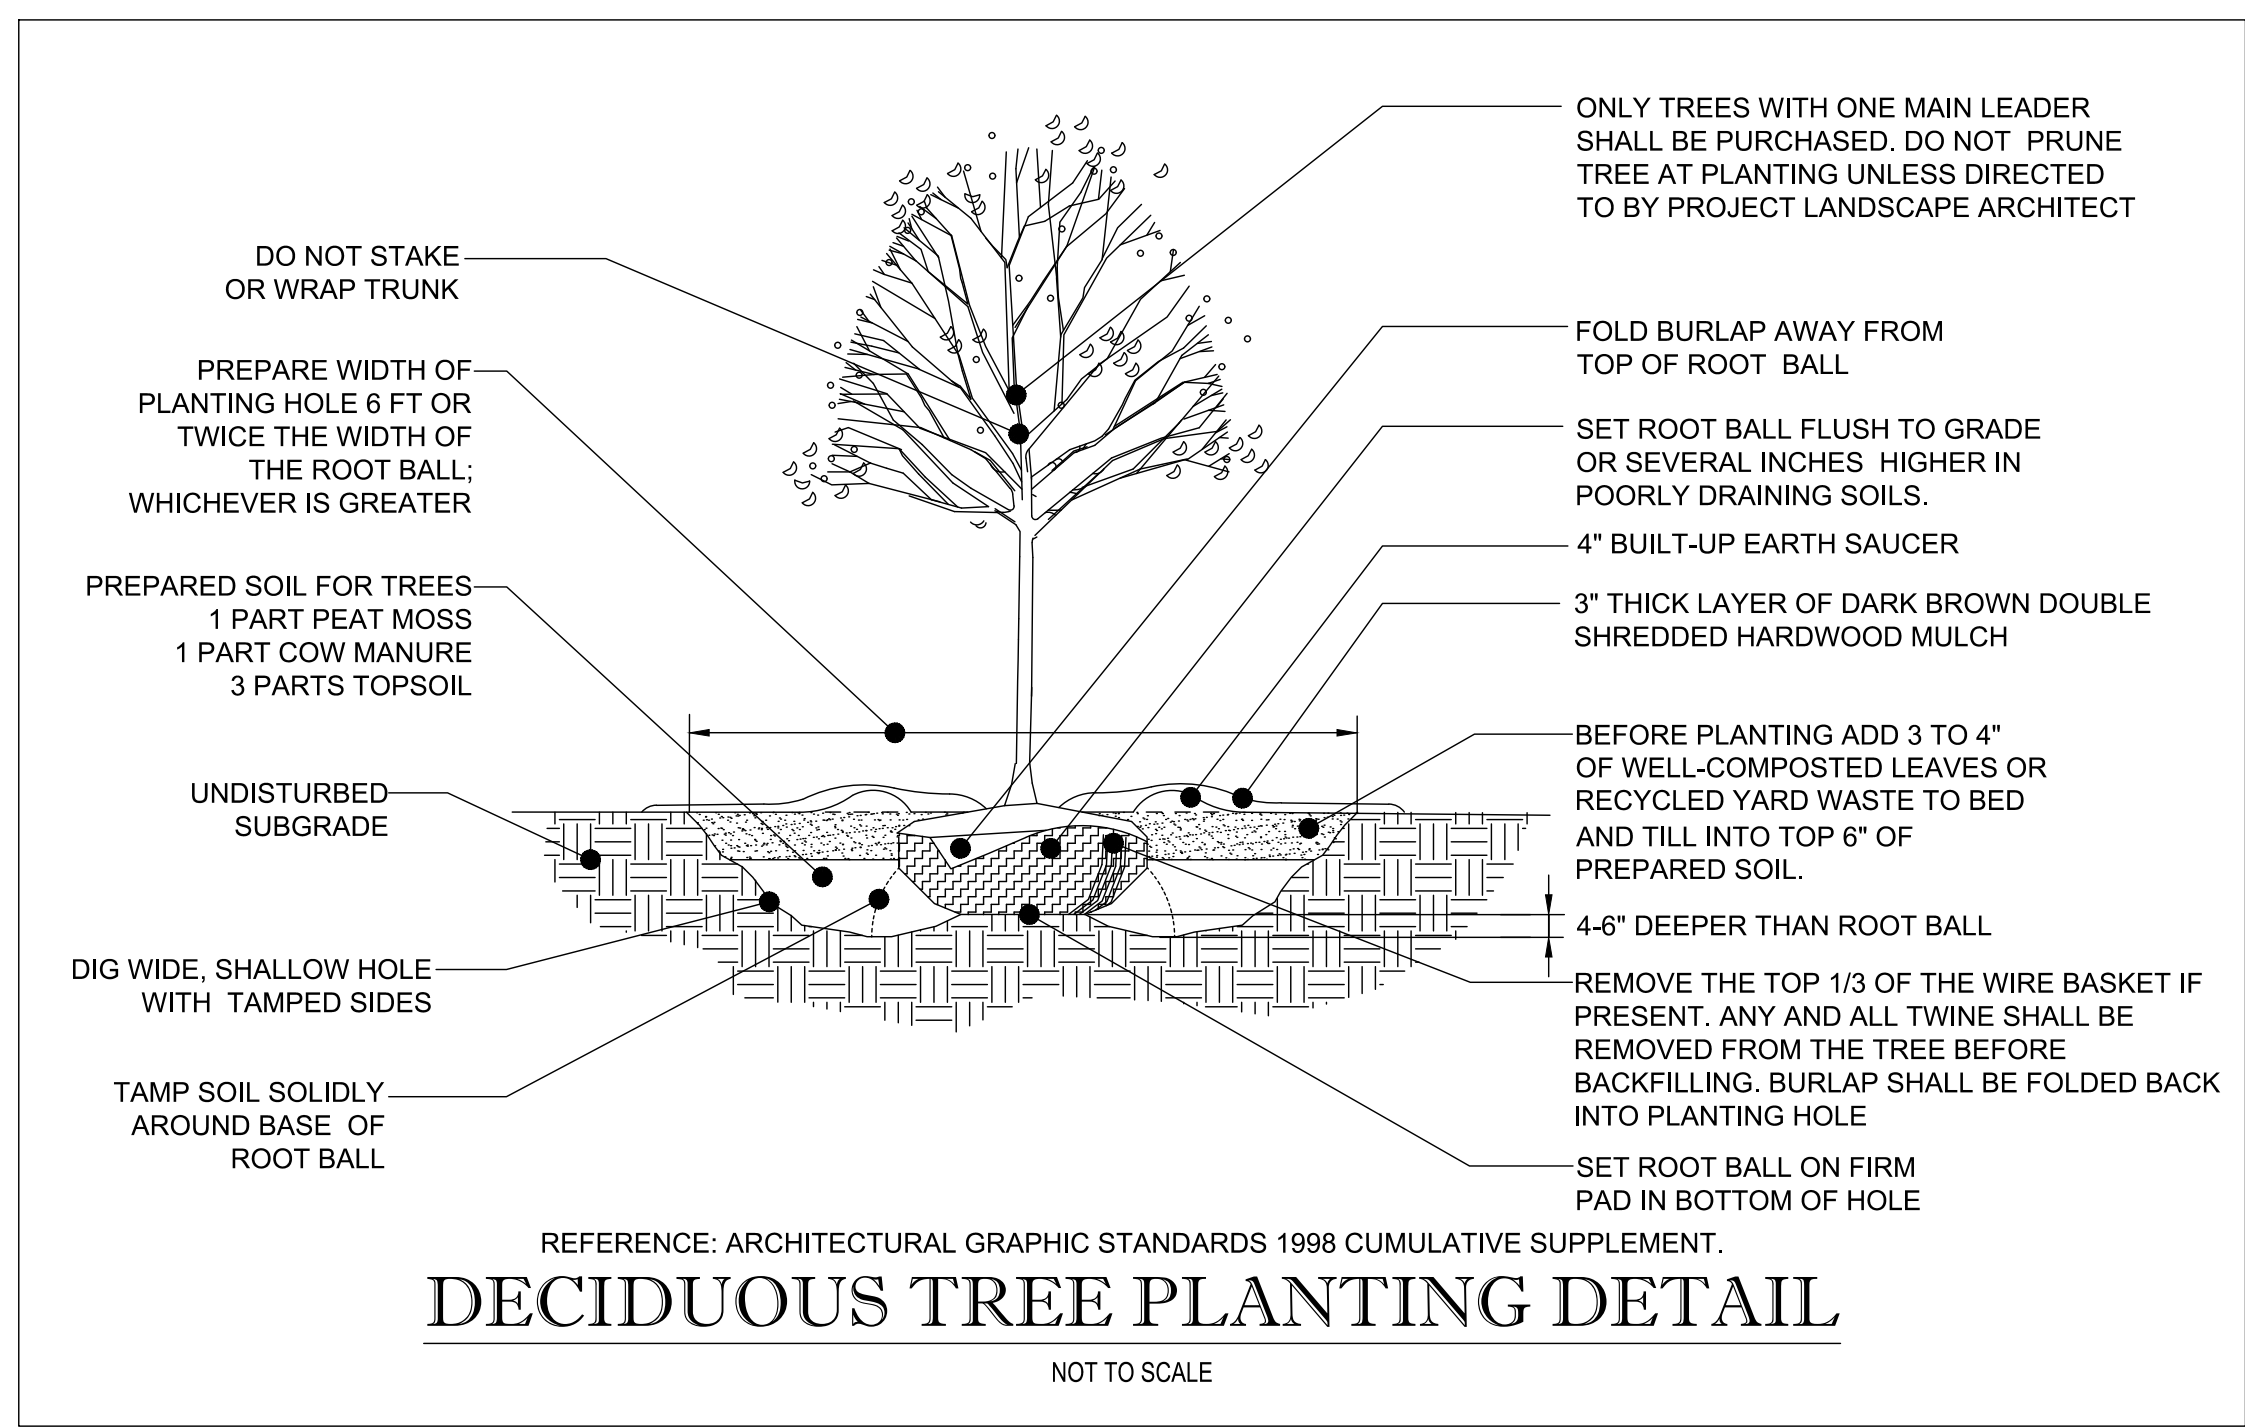 DO NOT STAKE
OR WRAP TRUNK
PREPARE WIDTH OF
PLANTING HOLE 6 FT OR
TWICE THE WIDTH OF
THE ROOT BALL;
WHICHEVER IS GREATER
PREPARED SOIL FOR TREES
1 PART PEAT MOSS
1 PART COW MANURE
3 PARTS TOPSOIL
UNDISTURBED
SUBGRADE
DIG WIDE, SHALLOW HOLE
WITH TAMPED SIDES
TAMP SOIL SOLIDLY
AROUND BASE OF
ROOT BALL
ONLY TREES WITH ONE MAIN LEADER
SHALL BE PURCHASED. DO NOT PRUNE
TREE AT PLANTING UNLESS DIRECTED
TO BY PROJECT LANDSCAPE ARCHITECT
FOLD BURLAP AWAY FROM
TOP OF ROOT BALL
SET ROOT BALL FLUSH TO GRADE
OR SEVERAL INCHES HIGHER IN
POORLY DRAINING SOILS.
4" BUILT-UP EARTH SAUCER
3" THICK LAYER OF DARK BROWN DOUBLE
SHREDDED HARDWOOD MULCH
BEFORE PLANTING ADD 3 TO 4"
OF WELL-COMPOSTED LEAVES OR
RECYCLED YARD WASTE TO BED
AND TILL INTO TOP 6" OF
PREPARED SOIL.
4-6" DEEPER THAN ROOT BALL
REMOVE THE TOP 1/3 OF THE WIRE BASKET IF
PRESENT. ANY AND ALL TWINE SHALL BE
REMOVED FROM THE TREE BEFORE
BACKFILLING. BURLAP SHALL BE FOLDED BACK
INTO PLANTING HOLE
SET ROOT BALL ON FIRM
PAD IN BOTTOM OF HOLE
REFERENCE: ARCHITECTURAL GRAPHIC STANDARDS 1998 CUMULATIVE SUPPLEMENT.
DECIDUOUS TREE PLANTING DETAIL
NOT TO SCALE